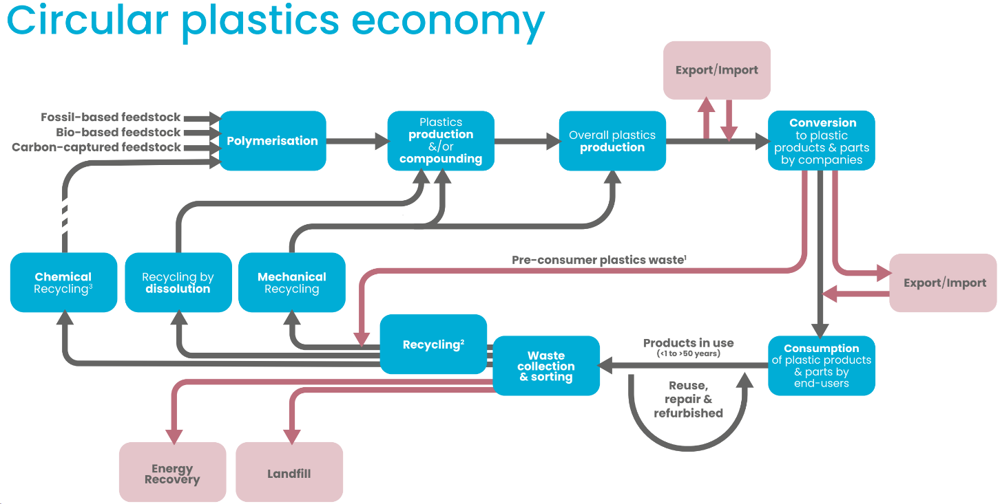 Circular plastics economy
Export/Import
Fossil-based feedstock
Bio-based feedstock
Carbon-captured feedstock
Polymerisation
Plastics
production
&/or
compounding
Overall plastics
production
Conversion
to plastic
products & parts
by companies
Chemical
Recycling³
Recycling by
dissolution
Mechanical
Recycling
Pre-consumer plastics waste¹
Export/Import
Recycling²
Waste
collection
& sorting
Products in use
(<1 to >50 years)
Reuse,
repair &
refurbished
Consumption
of plastic products
& parts by
end-users
Energy
Recovery
Landfill